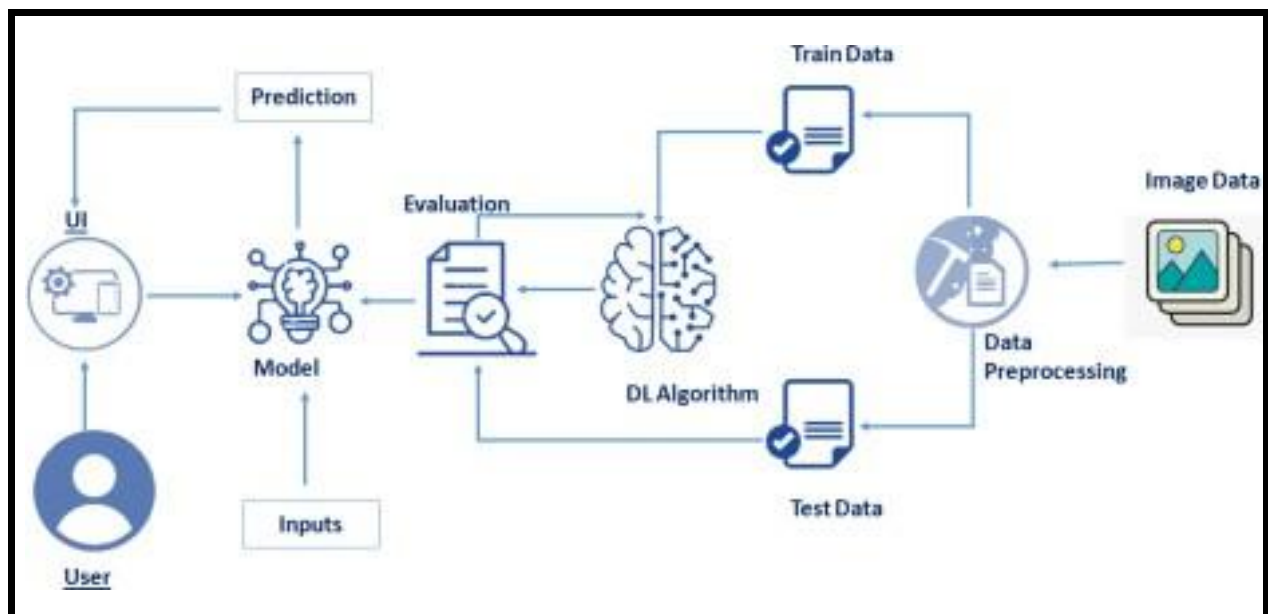 Train Data
Prediction
Image Data
Evaluation
UI
Data
Preprocessing
Model
DL Algorithm
Test Data
Inputs
User